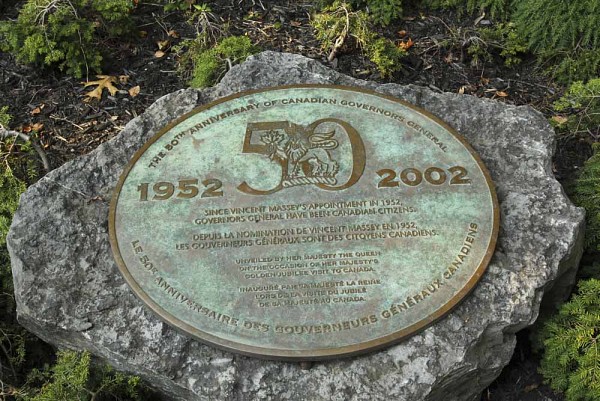 THE 50TH ANNIVERSARY OF CANADIAN GOVERNORS GENERAL
50
1952 2002
SINCE VINCENT MASSEY'S APPOINTMENT IN 1952,
GOVERNORS GENERAL HAVE BEEN CANADIAN CITIZENS.
DEPUIS LA NOMINATION DE VINCENT MASSEY EN 1952,
LES GOUVERNEURS GÉNÉRAUX SONT DES CITOYENS CANADIENS.
UNVEILED BY HER MAJESTY THE QUEEN
ON THE OCCASION OF HER MAJESTY'S
GOLDEN JUBILEE VISIT TO CANADA.
INAUGURÉ PAR SA MAJESTÉ LA REINE
LORS DE LA VISITE DU JUBILÉ
DE SA MAJESTÉ AU CANADA.
LE 50E ANNIVERSAIRE DES GOUVERNEURS GÉNÉRAUX CANADIENS